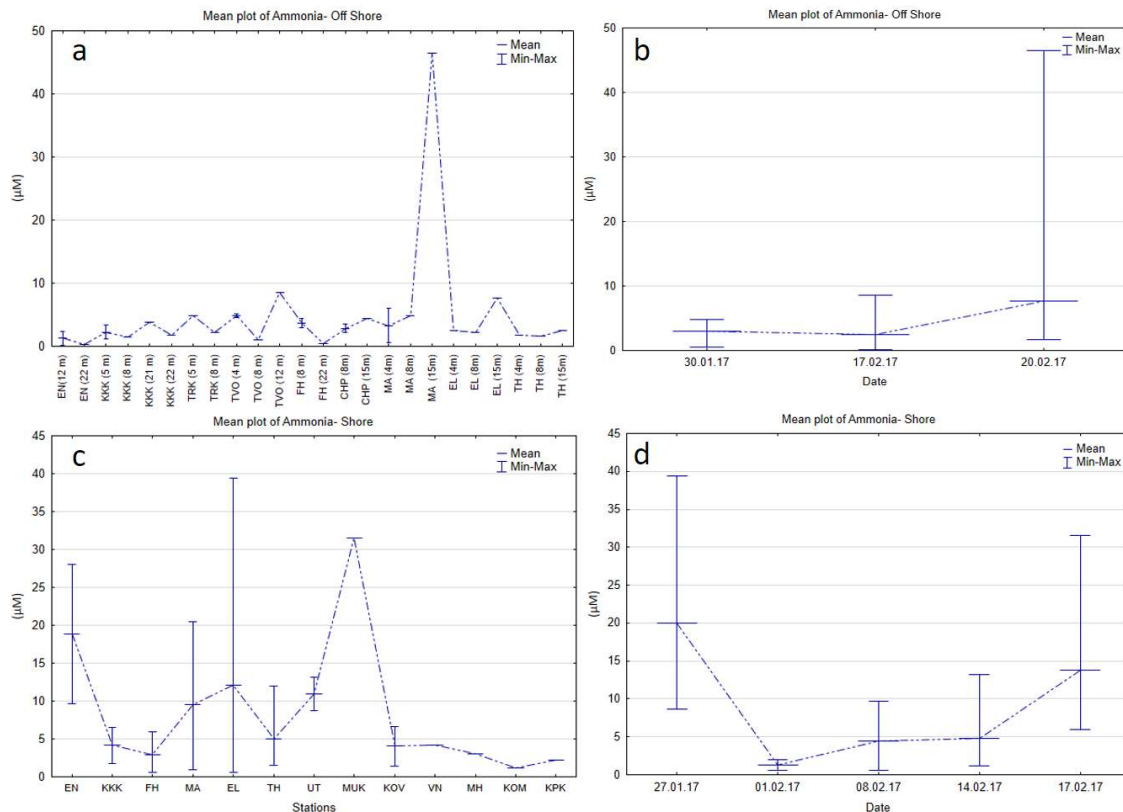 Mean plot of Ammonia- Off Shore
a
Mean
Min-Max
50
40
30
20
10
0
(µM)
EN(12 m)
EN (22 m)
KKK (5 m)
KKK (8 m)
KKK (21 m)
KKK (22 m)
TRK (5 m)
TRK (8 m)
TVO (4 m)
TVO (8 m)
TVO (12 m)
FH (8 m)
FH (22 m)
CHP (8m)
CHP (15m)
MA (4m)
MA (8m)
MA (15m)
EL (4m)
EL (8m)
EL (15m)
TH (4m)
TH (8m)
TH (15m)
Mean plot of Ammonia- Off Shore
b
Mean
Min-Max
50
40
30
20
10
0
(µM)
30.01.17 17.02.17 20.02.17
Date
Mean plot of Ammonia- Shore
c
Mean
Min-Max
45
40
35
30
25
20
15
10
5
0
(µM)
EN KKK FH MA EL TH UT MUK KOV VN MH KOM KPK
Stations
Mean plot of Ammonia- Shore
d
Mean
Min-Max
45
40
35
30
25
20
15
10
5
0
(µM)
27.01.17 01.02.17 08.02.17 14.02.17 17.02.17
Date